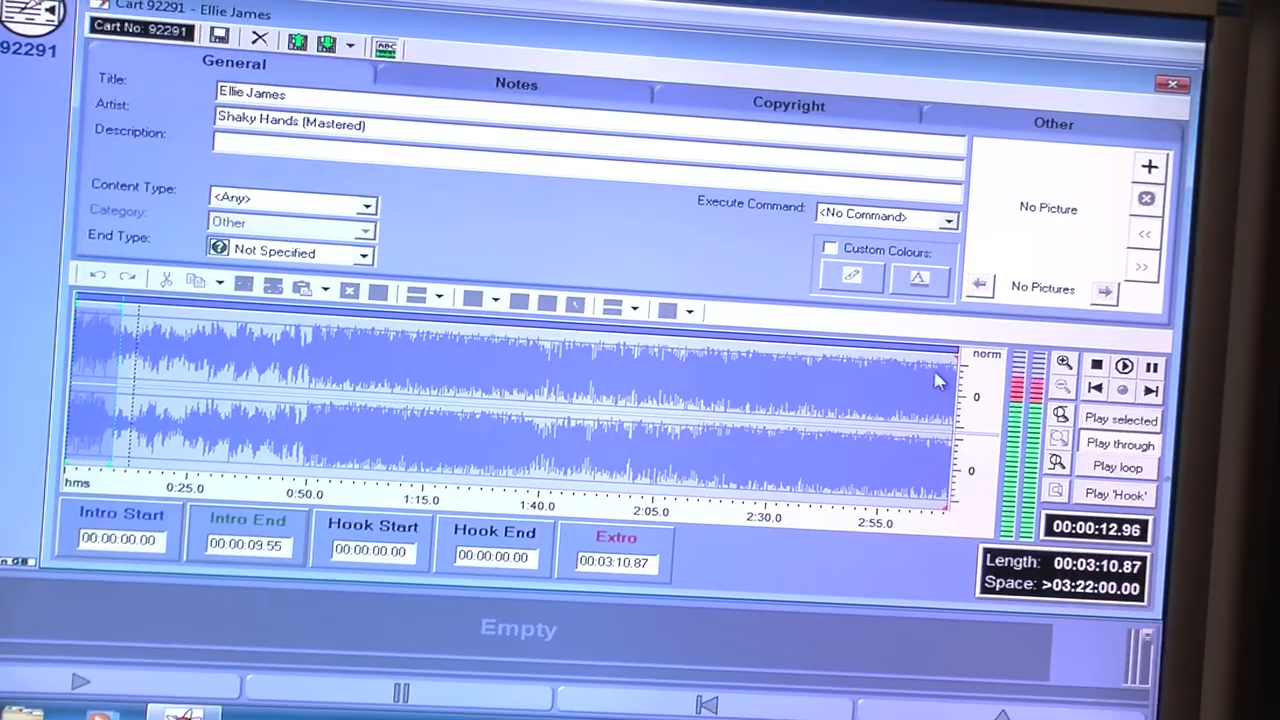 Cart 92291 - Ellie James
92291
Cart No: 92291
ABC
General
Notes
Copyright
Other
Title:
Ellie James
Artist:
Shaky Hands (Mastered)
Description:
Content Type:
<Any>
Category:
Other
End Type:
Not Specified
Execute Command:
<No Command>
Custom Colours:
A
No Picture
<<
>>
No Pictures
norm
0
0
Play selected
Play through
Play loop
Play 'Hook'
hms
0:25.0
0:50.0
1:15.0
1:40.0
2:05.0
2:30.0
2:55.0
Intro Start
00:00:00.00
Intro End
00:00:09.55
Hook Start
00:00:00.00
Hook End
00:00:00.00
Extro
00:03:10.87
00:00:12.96
Length: 00:03:10.87
Space: >03:22:00.00
Empty